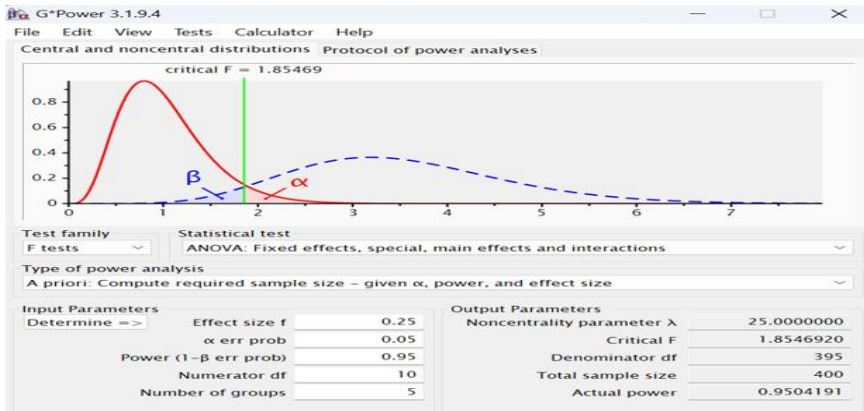 G*Power 3.1.9.4
File Edit View Tests Calculator Help
Central and noncentral distributions Protocol of power analyses
critical F = 1.85469
0.8
0.6
0.4
0.2
0
β
α
0 1 2 3 4 5 6 7
Test family Statistical test
F tests ANOVA: Fixed effects, special, main effects and interactions
Type of power analysis
A priori: Compute required sample size – given α, power, and effect size
Input Parameters Output Parameters
Determine => Effect size f 0.25 Noncentrality parameter λ 25.0000000
α err prob 0.05 Critical F 1.8546920
Power (1–β err prob) 0.95 Denominator df 395
Numerator df 10 Total sample size 400
Number of groups 5 Actual power 0.9504191